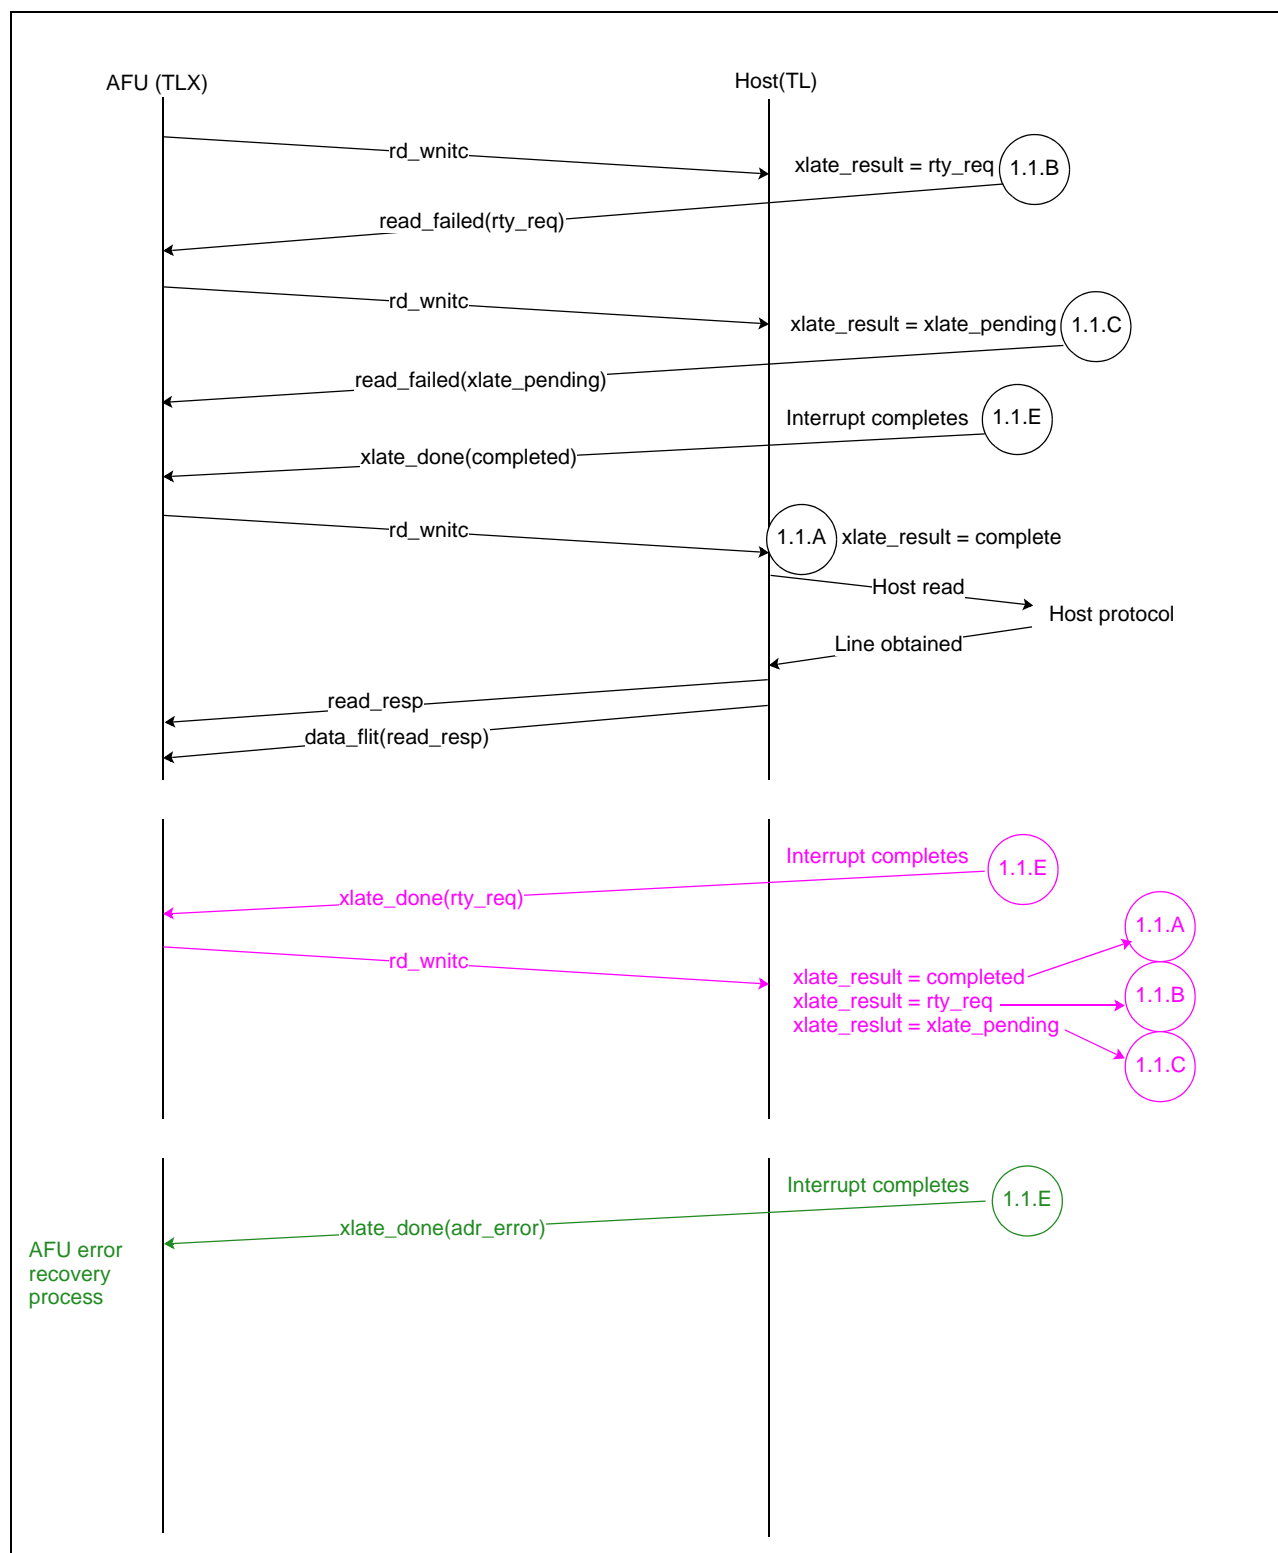 AFU (TLX)
Host(TL)
rd_wnitc
xlate_result = rty_req
1.1.B
read_failed(rty_req)
rd_wnitc
xlate_result = xlate_pending
1.1.C
read_failed(xlate_pending)
Interrupt completes
1.1.E
xlate_done(completed)
rd_wnitc
1.1.A
xlate_result = complete
Host read
Host protocol
Line obtained
read_resp
data_flit(read_resp)
Interrupt completes
1.1.E
xlate_done(rty_req)
1.1.A
rd_wnitc
xlate_result = completed
xlate_result = rty_req
1.1.B
xlate_reslut = xlate_pending
1.1.C
Interrupt completes
1.1.E
xlate_done(adr_error)
AFU error
recovery
process